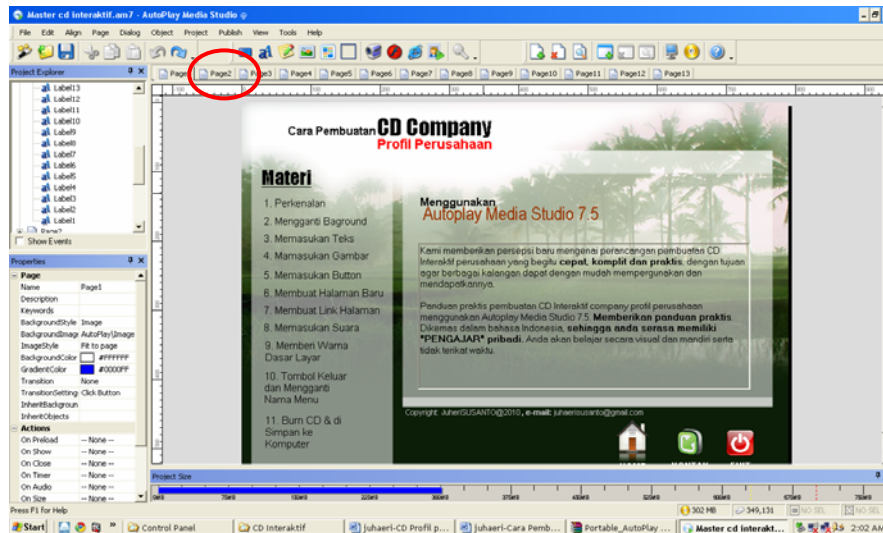 Master cd interaktif.am7 - AutoPlay Media Studio
File Edit Align Page Dialog Object Project Publish View Tools Help
Project Explorer
Page Page2 Page3 Page4 Page5 Page6 Page7 Page8 Page9 Page10 Page11 Page12 Page13
Label13
Label12
Label11
Label10
Label9
Label8
Label7
Label6
Label5
Label4
Label3
Label2
Label1
Page2
Show Events
Properties
Page
Name Page1
Description
Keywords
BackgroundStyle Image
BackgroundImag AutoPlay\Image
ImageStyle Fit to page
BackgroundColor #FFFFFF
GradientColor #0000FF
Transition None
TransitionSetting Click Button
InheritBackgroun
InheritObjects
Actions
On Preload -- None --
On Show -- None --
On Close -- None --
On Timer -- None --
On Audio -- None --
On Size -- None --
Cara Pembuatan CD Company
Profil Perusahaan
Materi
1. Perkenalan
2. Mengganti Baground
3. Memasukan Teks
4. Mamasukan Gambar
5. Memasukan Button
6. Membuat Halaman Baru
7. Membuat Link Halaman
8. Memasukan Suara
9. Memberi Warna
Dasar Layar
10. Tombol Keluar
dan Mengganti
Nama Menu
11. Burn CD & di
Simpan ke
Komputer
Menggunakan
Autoplay Media Studio 7.5
Kami memberikan persepsi baru mengenai perancangan pembuatan CD
Interaktif perusahaan yang begitu cepat, komplit dan praktis, dengan tujuan
agar berbagai kalangan dapat dengan mudah mempergunakan dan
mendapatkannya.
Panduan praktis pembuatan CD Interaktif company profil perusahaan
menggunakan Autoplay Media Studio 7.5. Memberikan panduan praktis.
Dikemas dalam bahasa Indonesia, sehingga anda serasa memiliki
"PENGAJAR" pribadi. Anda akan belajar secara visual dan mandiri serta
tidak terikat waktu.
Copyright JuheriSUSANTO@2010, e-mail: juhaerisusanto@gmail.com
Project Size
Press F1 for Help
302 MB 349,131
Start Control Panel CD Interaktif juhaeri-CD Profil p... juhaeri-Cara Pemb... Portable_AutoPlay ... Master cd interakt... 2:02 AM